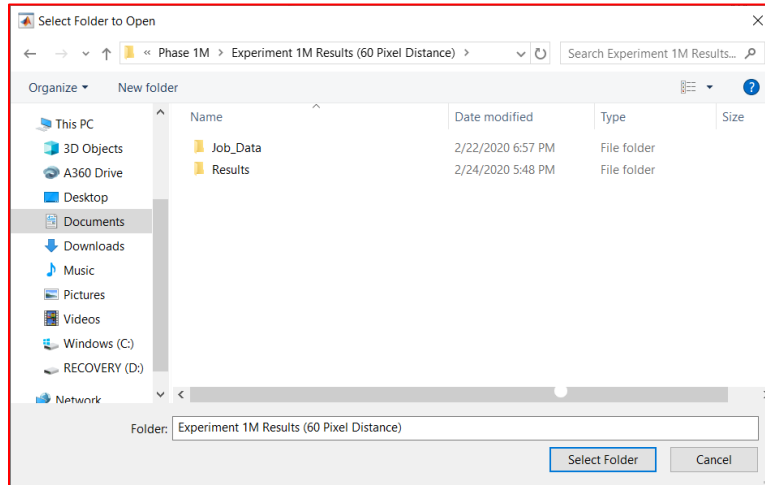 Select Folder to Open
« Phase 1M > Experiment 1M Results (60 Pixel Distance) >
Search Experiment 1M Results...
Organize
New folder
Name Date modified Type Size
This PC
3D Objects
A360 Drive
Desktop
Documents
Downloads
Music
Pictures
Videos
Windows (C:)
RECOVERY (D:)
Network
Job_Data 2/22/2020 6:57 PM File folder
Results 2/24/2020 5:48 PM File folder
Folder: Experiment 1M Results (60 Pixel Distance)
Select Folder Cancel